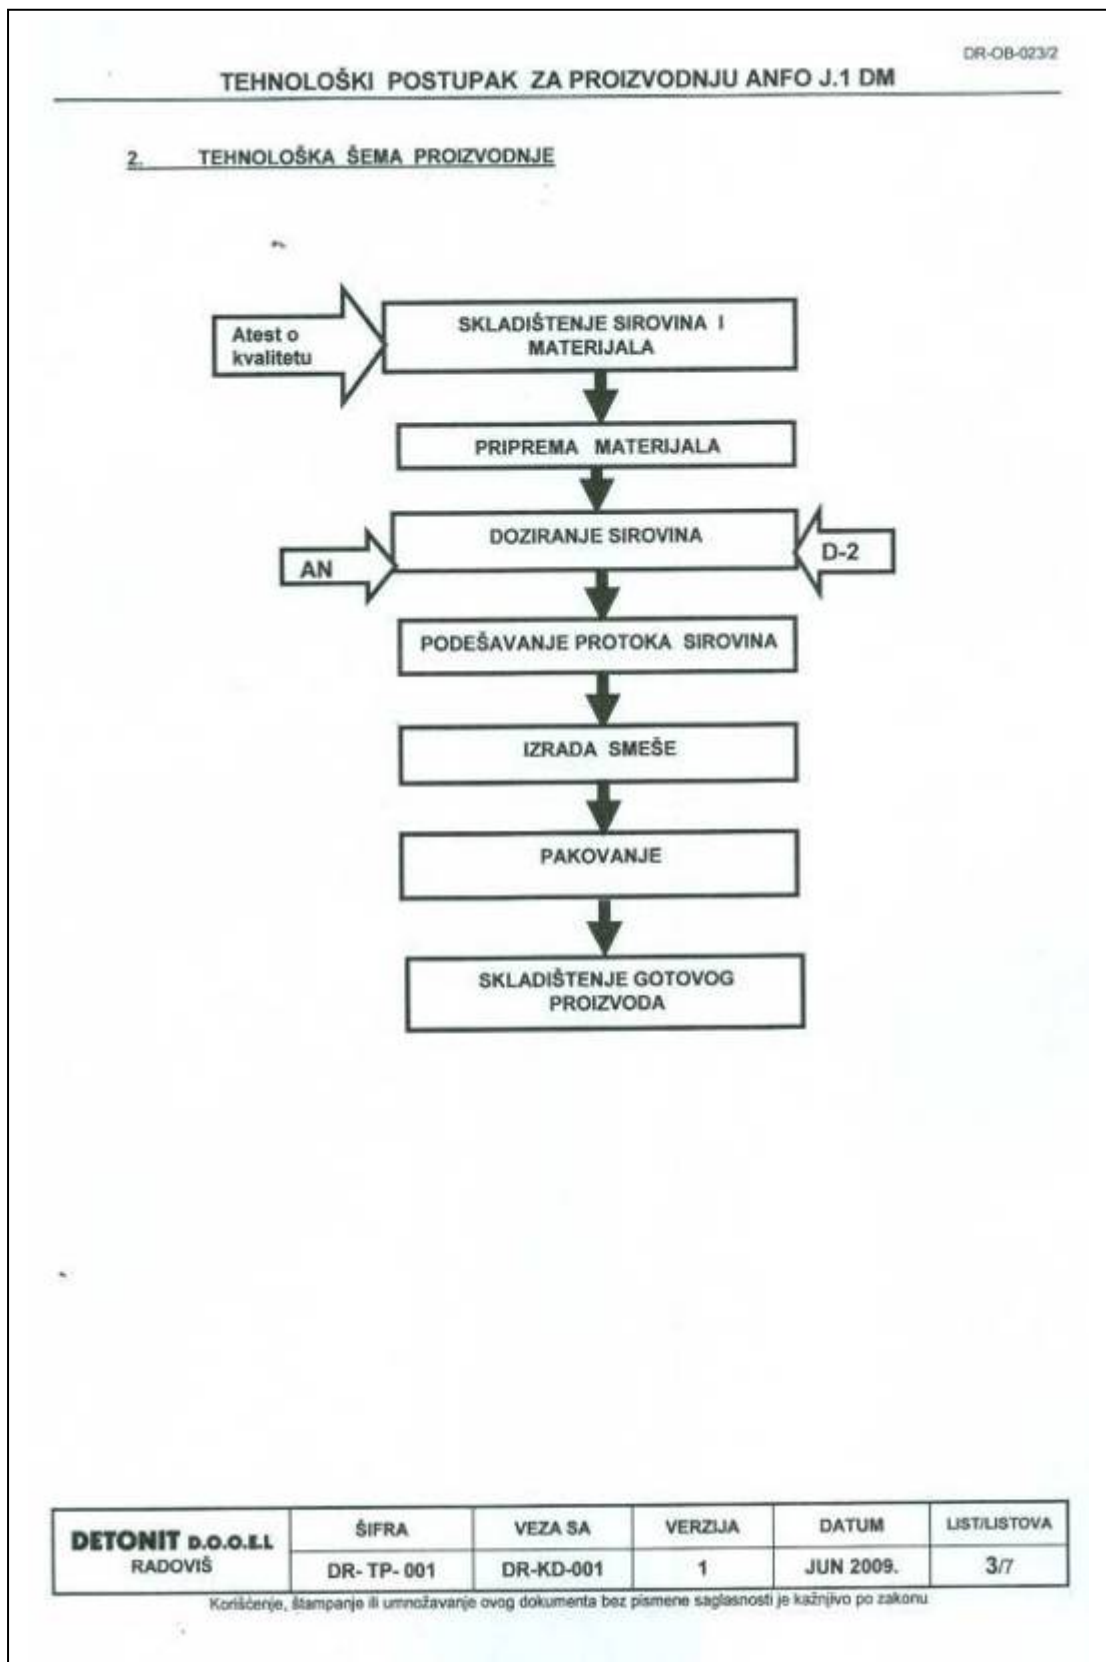 DR-OB-023/2
TEHNOLOŠKI POSTUPAK ZA PROIZVODNJU ANFO J.1 DM
2. TEHNOLOŠKA ŠEMA PROIZVODNJE
Atest o
kvalitetu
SKLADIŠTENJE SIROVINA I
MATERIJALA
PRIPREMA MATERIJALA
DOZIRANJE SIROVINA
AN
D-2
PODEŠAVANJE PROTOKA SIROVINA
IZRADA SMEŠE
PAKOVANJE
SKLADIŠTENJE GOTOVOG
PROIZVODA
DETONIT D.O.O.E.L
RADOVIŠ
ŠIFRA VEZA SA VERZIJA DATUM LIST/LISTOVA
DR- TP- 001 DR-KD-001 1 JUN 2009. 3/7
Korišćenje, štampanje ili umnožavanje ovog dokumenta bez pismene saglasnosti je kažnjivo po zakonu